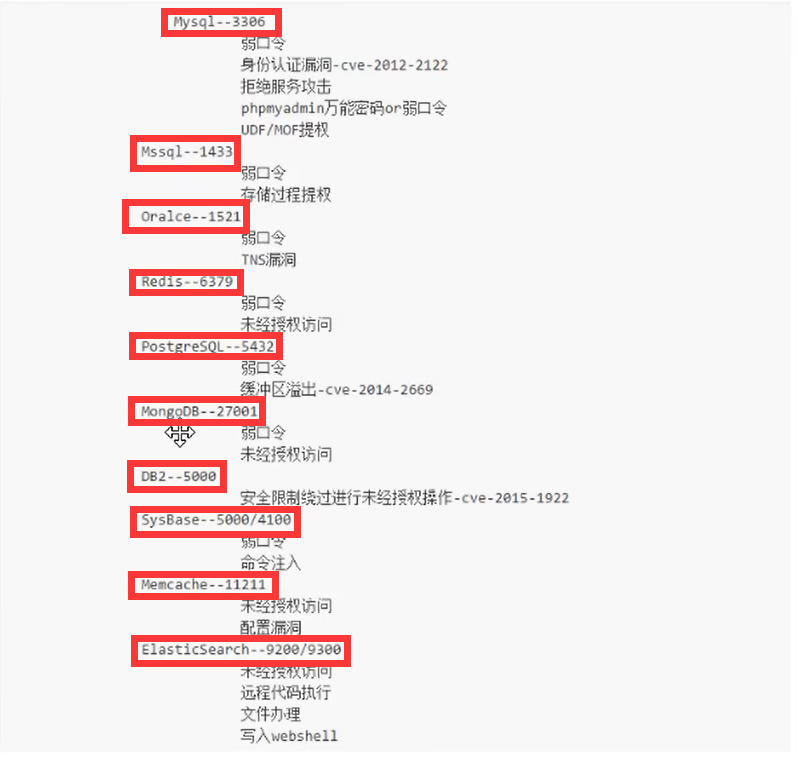 Mysql--3306
弱口令
身份认证漏洞-cve-2012-2122
拒绝服务攻击
phpmyadmin万能密码or弱口令
UDF/MOF提权
Mssql--1433
弱口令
存储过程提权
Oralce--1521
弱口令
TNS漏洞
Redis--6379
弱口令
未经授权访问
PostgreSQL--5432
弱口令
缓冲区溢出-cve-2014-2669
MongoDB--27001
弱口令
未经授权访问
DB2--5000
安全限制绕过进行未经授权操作-cve-2015-1922
SysBase--5000/4100
弱口令
命令注入
Memcache--11211
未经授权访问
配置漏洞
ElasticSearch--9200/9300
未经授权访问
远程代码执行
文件办理
写入webshell